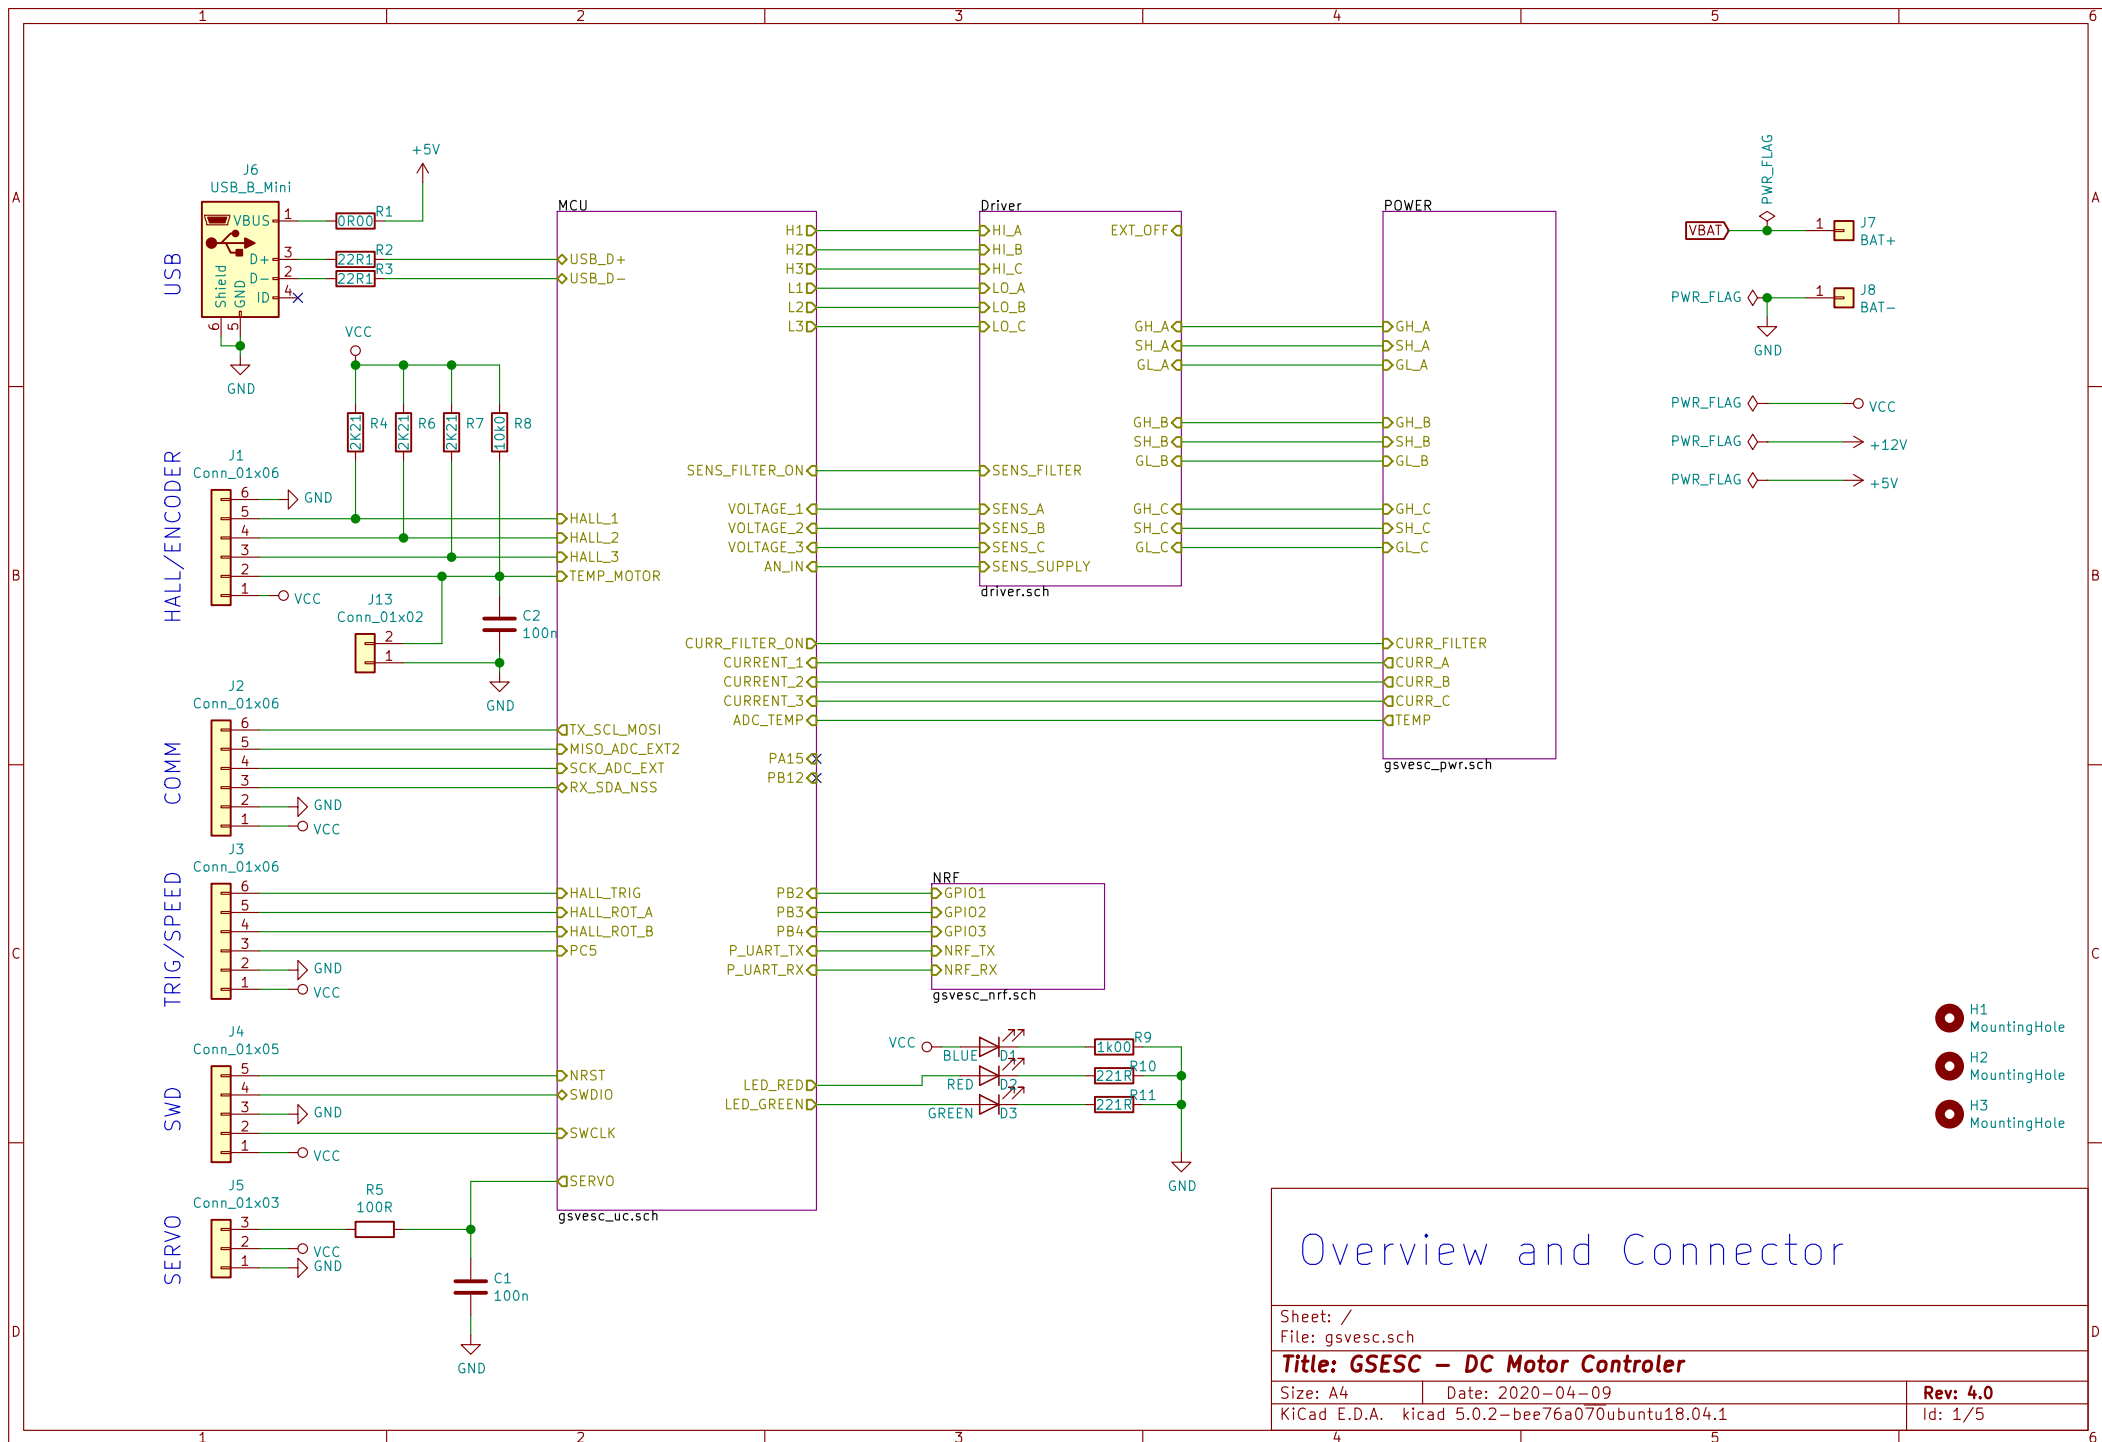 1 2 3 4 5 6
A A
B B
C C
D D
USB
J6
USB_B_Mini
VBUS 1
D+ 3
D- 2
ID 4
Shield
GND
6 5
GND
+5V
0R00 R1
22R1 R2
22R1 R3
VCC
2K21 R4
2K21 R6
2K21 R7
10k0 R8
HALL/ENCODER
J1
Conn_01x06
6 GND
5
4
3
2
1 VCC
J13
Conn_01x02
2
1
C2
100n
GND
COMM
J2
Conn_01x06
6
5
4
3
2 GND
1 VCC
TRIG/SPEED
J3
Conn_01x06
6
5
4
3
2 GND
1 VCC
SWD
J4
Conn_01x05
5
4
3 GND
2
1 VCC
SERVO
J5
Conn_01x03
3
2 VCC
1 GND
R5
100R
C1
100n
GND
MCU
USB_D+
USB_D-
HALL_1
HALL_2
HALL_3
TEMP_MOTOR
TX_SCL_MOSI
MISO_ADC_EXT2
SCK_ADC_EXT
RX_SDA_NSS
HALL_TRIG
HALL_ROT_A
HALL_ROT_B
PC5
NRST
SWDIO
SWCLK
SERVO
H1
H2
H3
L1
L2
L3
SENS_FILTER_ON
VOLTAGE_1
VOLTAGE_2
VOLTAGE_3
AN_IN
CURR_FILTER_ON
CURRENT_1
CURRENT_2
CURRENT_3
ADC_TEMP
PA15
PB12
PB2
PB3
PB4
P_UART_TX
P_UART_RX
LED_RED
LED_GREEN
gsvesc_uc.sch
Driver
HI_A
HI_B
HI_C
LO_A
LO_B
LO_C
SENS_FILTER
SENS_A
SENS_B
SENS_C
SENS_SUPPLY
EXT_OFF
GH_A
SH_A
GL_A
GH_B
SH_B
GL_B
GH_C
SH_C
GL_C
driver.sch
POWER
GH_A
SH_A
GL_A
GH_B
SH_B
GL_B
GH_C
SH_C
GL_C
CURR_FILTER
CURR_A
CURR_B
CURR_C
TEMP
gsvesc_pwr.sch
NRF
GPIO1
GPIO2
GPIO3
NRF_TX
NRF_RX
gsvesc_nrf.sch
VCC
BLUE D1 1k00 R9
RED D2 221R R10
GREEN D3 221R R11
GND
PWR_FLAG
VBAT 1 J7
BAT+
PWR_FLAG 1 J8
BAT-
GND
PWR_FLAG VCC
PWR_FLAG +12V
PWR_FLAG +5V
H1
MountingHole
H2
MountingHole
H3
MountingHole
Overview and Connector
Sheet: /
File: gsvesc.sch
Title: GSESC – DC Motor Controler
Size: A4 Date: 2020-04-09 Rev: 4.0
KiCad E.D.A. kicad 5.0.2-bee76a070ubuntu18.04.1 Id: 1/5
1 2 3 4 5 6